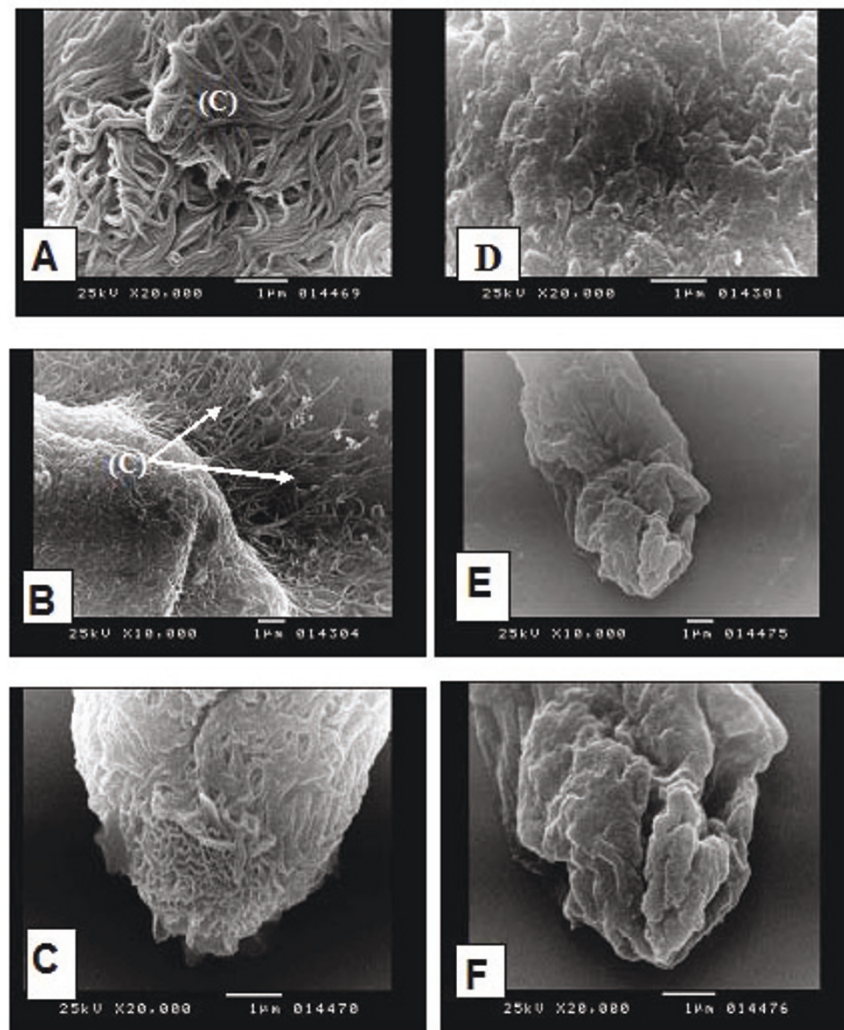 (C)
A
25kV X20,000 1µm 014469
D
25kV X20,000 1µm 014301
(C)
B
25kV X10,000 1µm 014304
E
25kV X10,000 1µm 014475
C
25kV X20,000 1µm 014470
F
25kV X20,000 1µm 014476